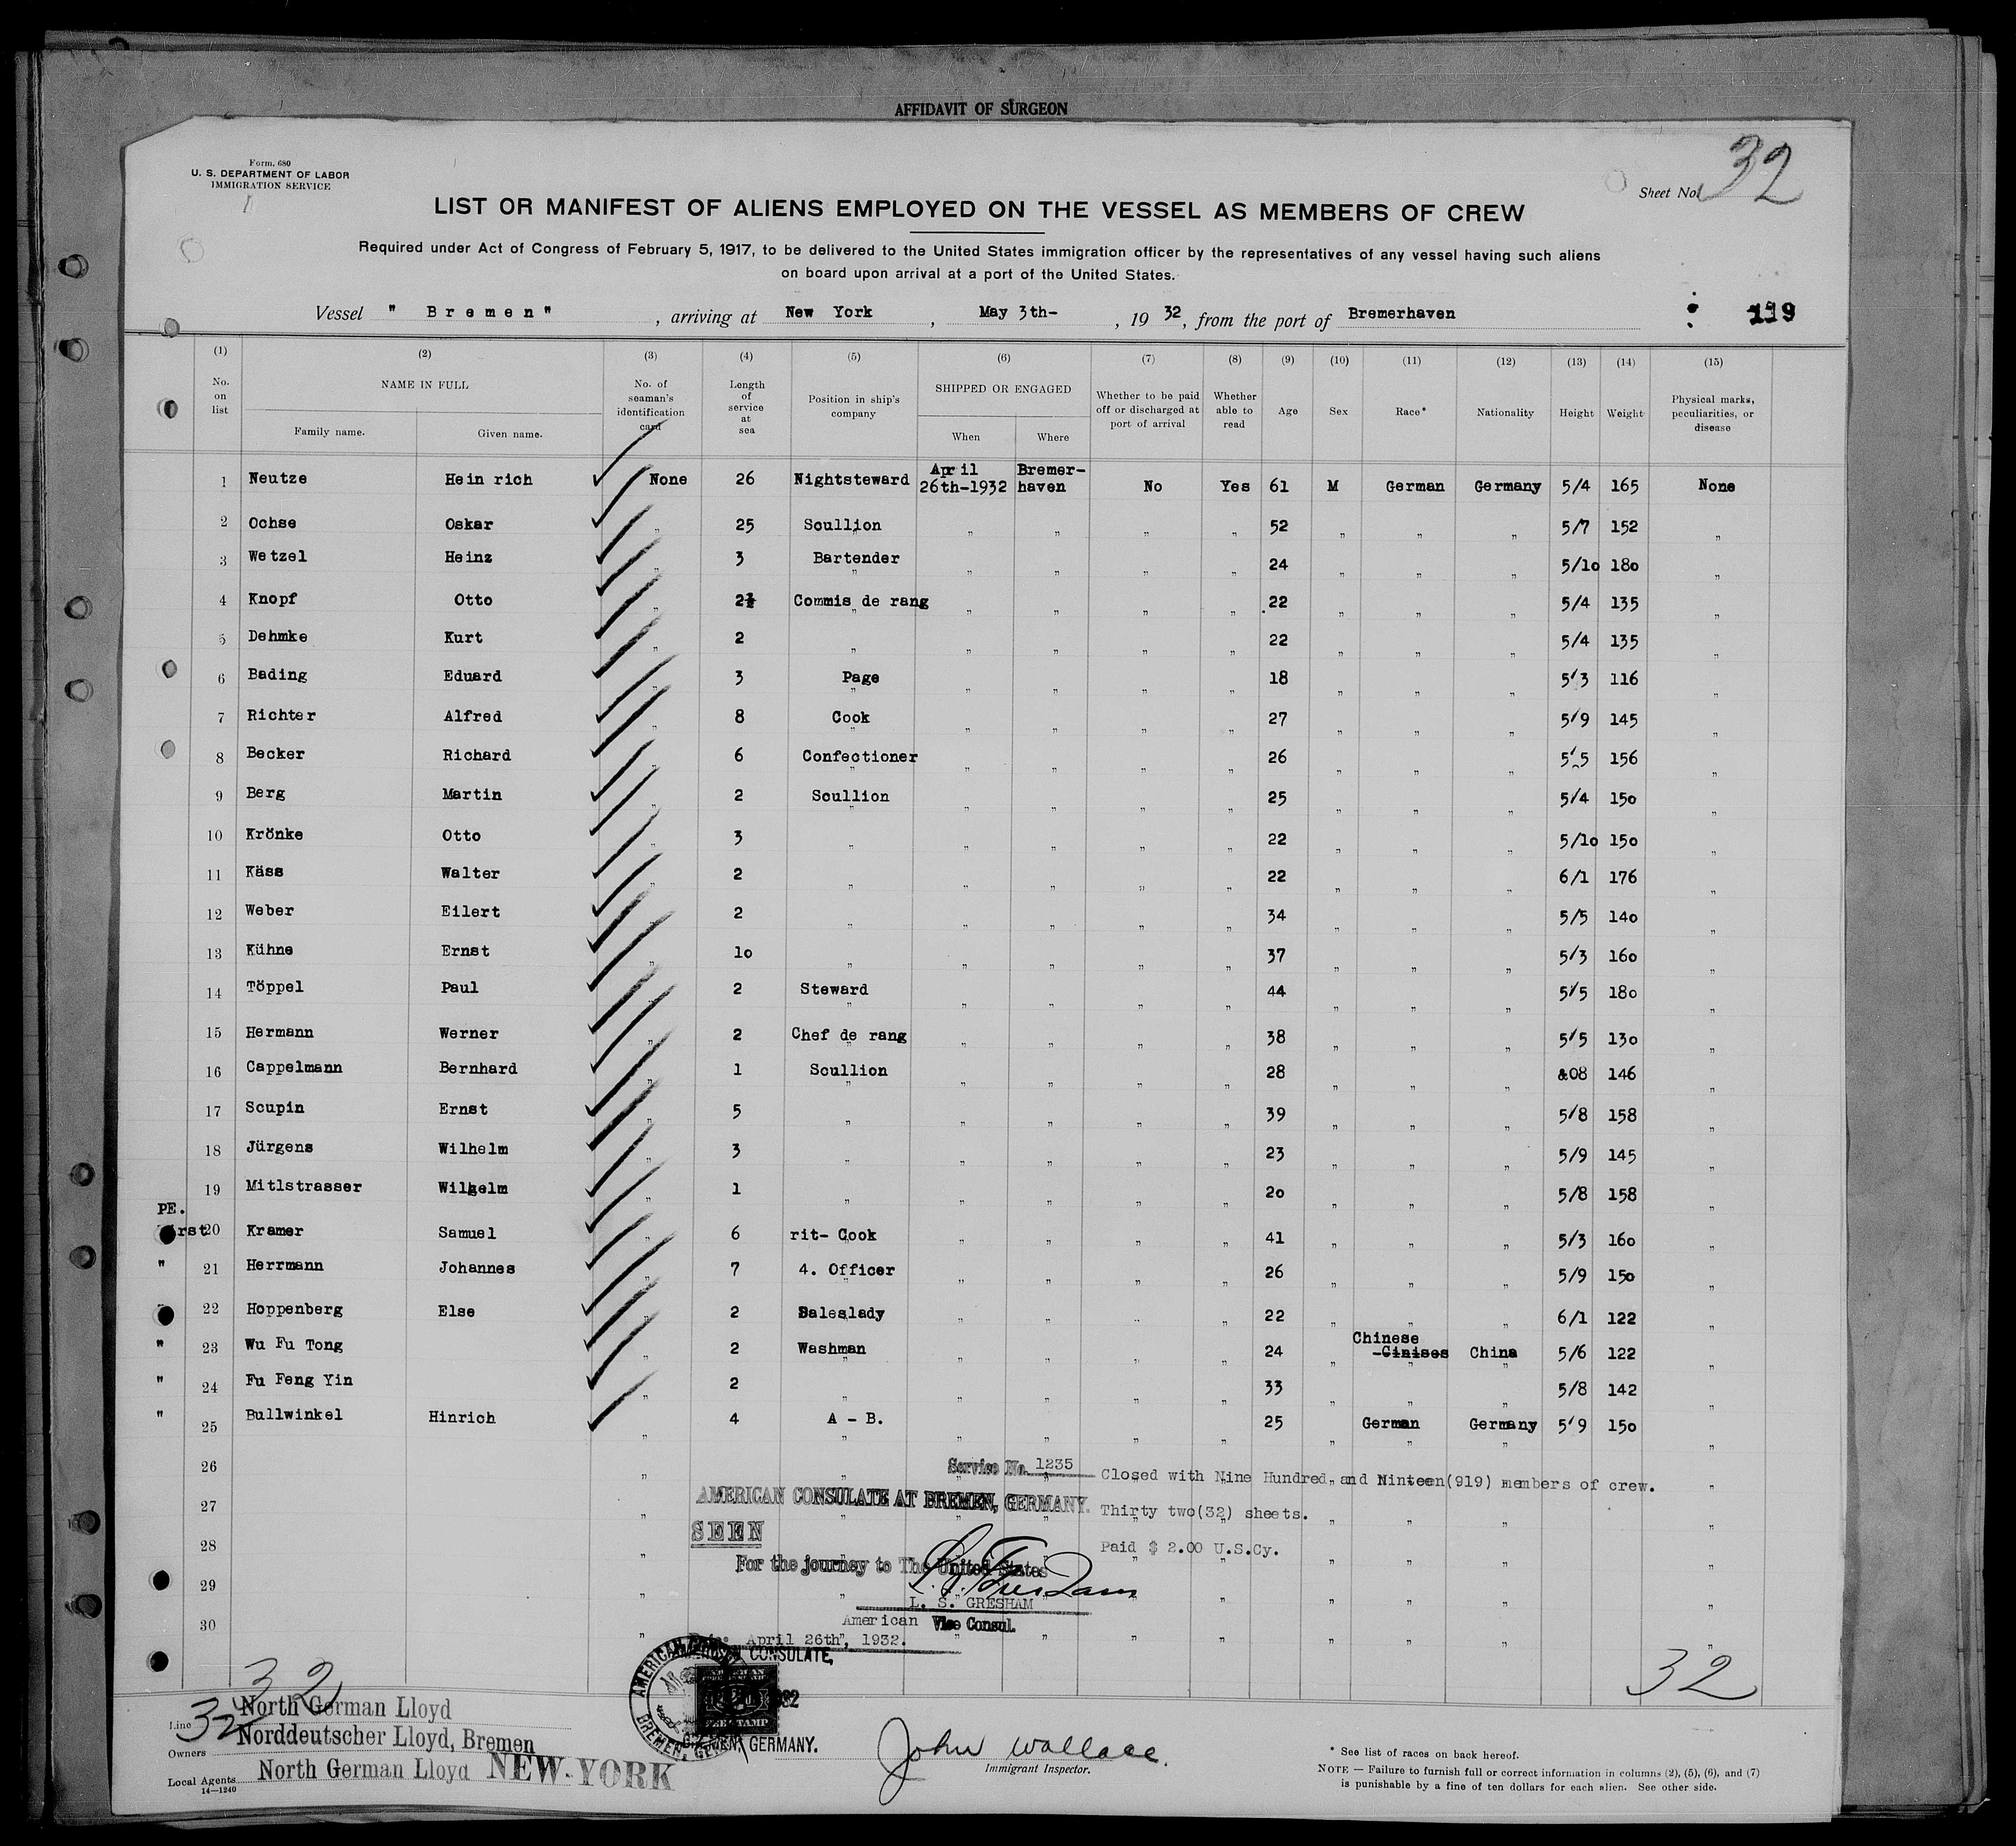 AFFIDAVIT OF SURGEON
Form. 680
U. S. DEPARTMENT OF LABOR
IMMIGRATION SERVICE
Sheet No. 32
LIST OR MANIFEST OF ALIENS EMPLOYED ON THE VESSEL AS MEMBERS OF CREW
Required under Act of Congress of February 5, 1917, to be delivered to the United States immigration officer by the representatives of any vessel having such aliens
on board upon arrival at a port of the United States.
Vessel " Bremen" , arriving at New York , May 3th- , 19 32, from the port of Bremerhaven 119
(1) (2) (3) (4) (5) (6) (7) (8) (9) (10) (11) (12) (13) (14) (15)
No. on list NAME IN FULL Family name. Given name. No. of seaman's identification card Length of service at sea Position in ship's company SHIPPED OR ENGAGED When Where Whether to be paid off or discharged at port of arrival Whether able to read Age Sex Race* Nationality Height Weight Physical marks, peculiarities, or disease
1 Neutze Hein rich None 26 Nightsteward April 26th-1932 Bremer-haven No Yes 61 M German Germany 5/4 165 None
2 Ochse Oskar " 25 Scullion " " " " 52 " " " 5/7 152 "
3 Wetzel Heinz " 3 Bartender " " " " 24 " " " 5/10 180 "
4 Knopf Otto " Commis de rang " " " " 22 " " " 5/4 135 "
5 Dehmke Kurt " 2 " " " " " 22 " " " 5/4 135 "
6 Bading Eduard " 3 Page " " " " 18 " " " 5/3 116 "
7 Richter Alfred " 8 Cook " " " " 27 " " " 5/9 145 "
8 Becker Richard " 6 Confectioner " " " " 26 " " " 5/5 156 "
9 Berg Martin " 2 Scullion " " " " 25 " " " 5/4 150 "
10 Krönke Otto " 3 " " " " " 22 " " " 5/10 150 "
11 Käss Walter " 2 " " " " " 22 " " " 6/1 176 "
12 Weber Eilert " 2 " " " " " 34 " " " 5/5 140 "
13 Kühne Ernst " 10 " " " " " 37 " " " 5/3 160 "
14 Töppel Paul " 2 Steward " " " " 44 " " " 5/5 180 "
15 Hermann Werner " 2 Chef de rang " " " " 38 " " " 5/5 130 "
16 Cappelmann Bernhard " 1 Scullion " " " " 28 " " " &08 146 "
17 Scupin Ernst " 5 " " " " " 39 " " " 5/8 158 "
18 Jürgens Wilhelm " 3 " " " " " 23 " " " 5/9 145 "
19 Mitlstrasser Wilgelm " 1 " " " " " 20 " " " 5/8 158 "
PE.
rst 20 Kramer Samuel " 6 rit- Cook " " " " 41 " " " 5/3 160 "
" 21 Herrmann Johannes " 7 4. Officer " " " " 26 " " " 5/9 150 "
22 Hoppenberg Else " 2 Saleslady " " " " 22 " " " 6/1 122 "
" 23 Wu Fu Tong " 2 Washman " " " " 24 " Chinese -Cinises China 5/6 122 "
" 24 Fu Feng Yin " 2 " " " " " 33 " " " 5/8 142 "
" 25 Bullwinkel Hinrich " 4 A - B. " " " " 25 " German Germany 5/9 150 "
26 Service No. 1235 Closed with Nine Hundred and Ninteen(919) members of crew.
27 AMERICAN CONSULATE AT BREMEN, GERMANY. Thirty two(32) sheets.
SEEN
28 For the journey to The United States Paid $ 2.00 U.S.Cy.
29 L. S. GRESHAM
30 American Vice Consul.
April 26th, 1932.
AMERICAN CONSULATE,
BREMEN, GERMANY.
FEE STAMP
32 32
Line North German Lloyd
32
Owners Norddeutscher Lloyd, Bremen
Local Agents North German Lloyd NEW-YORK
14—1240
John Wallace.
Immigrant Inspector.
* See list of races on back hereof.
NOTE — Failure to furnish full or correct information in columns (2), (5), (6), and (7)
is punishable by a fine of ten dollars for each alien. See other side.